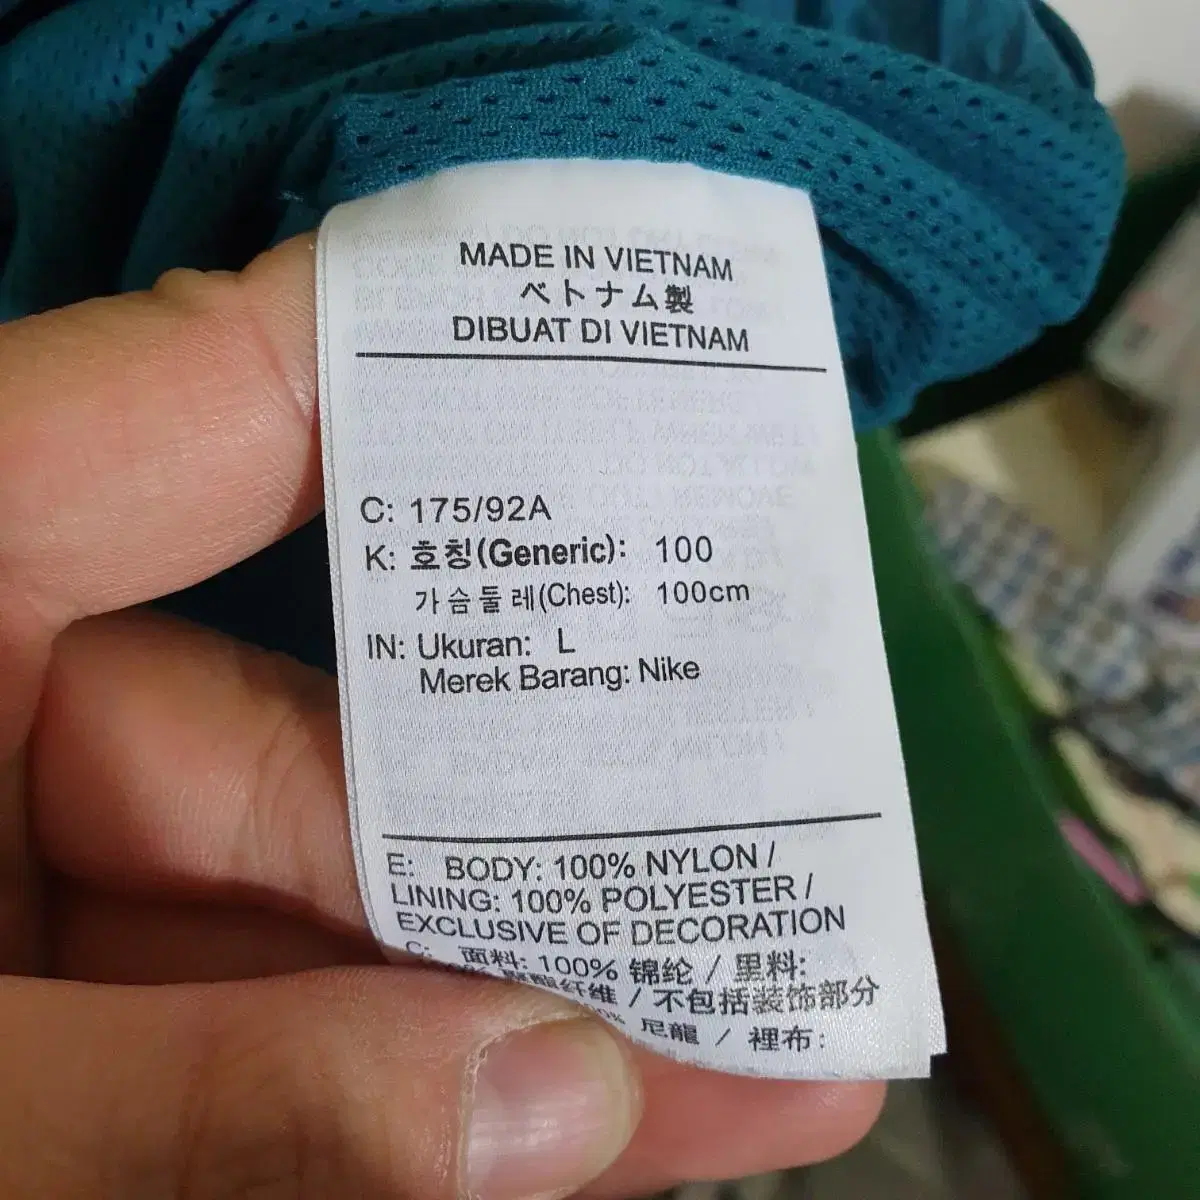 MADE IN VIETNAM
ベトナム製
DIBUAT DI VIETNAM
C: 175/92A
K: 호칭(Generic): 100
가슴둘레(Chest): 100cm
IN: Ukuran: L
Merek Barang: Nike
E: BODY: 100% NYLON /
LINING: 100% POLYESTER /
EXCLUSIVE OF DECORATION
C: 面料: 100% 锦纶 / 里料:
纤维 / 不包括装饰部分
尼龍 / 裡布: